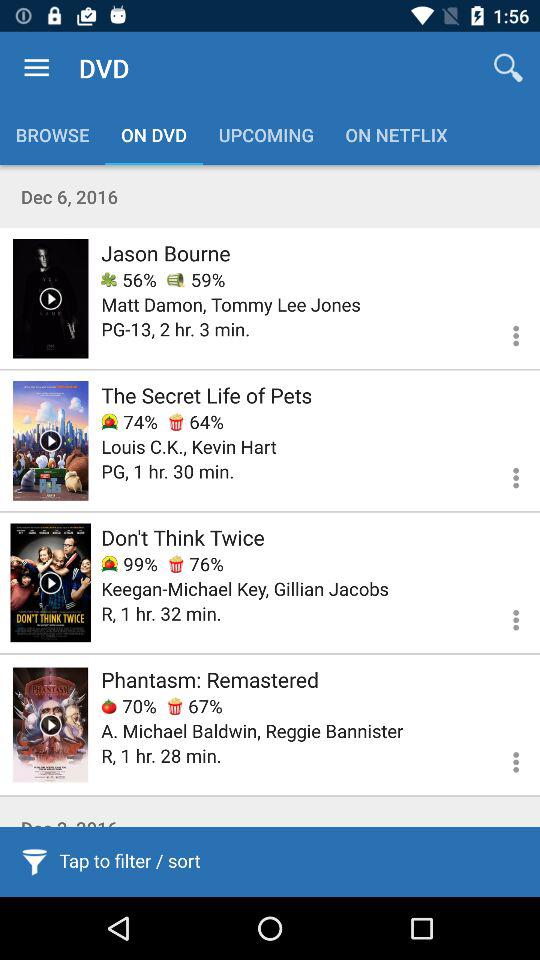 1:56
DVD
BROWSE ON DVD UPCOMING ON NETFLIX
Dec 6, 2016
Jason Bourne
56% 59%
Matt Damon, Tommy Lee Jones
PG-13, 2 hr. 3 min.
The Secret Life of Pets
74% 64%
Louis C.K., Kevin Hart
PG, 1 hr. 30 min.
Don't Think Twice
99% 76%
Keegan-Michael Key, Gillian Jacobs
R, 1 hr. 32 min.
DON'T THINK TWICE
Phantasm: Remastered
70% 67%
A. Michael Baldwin, Reggie Bannister
R, 1 hr. 28 min.
PHANTASM
Tap to filter / sort